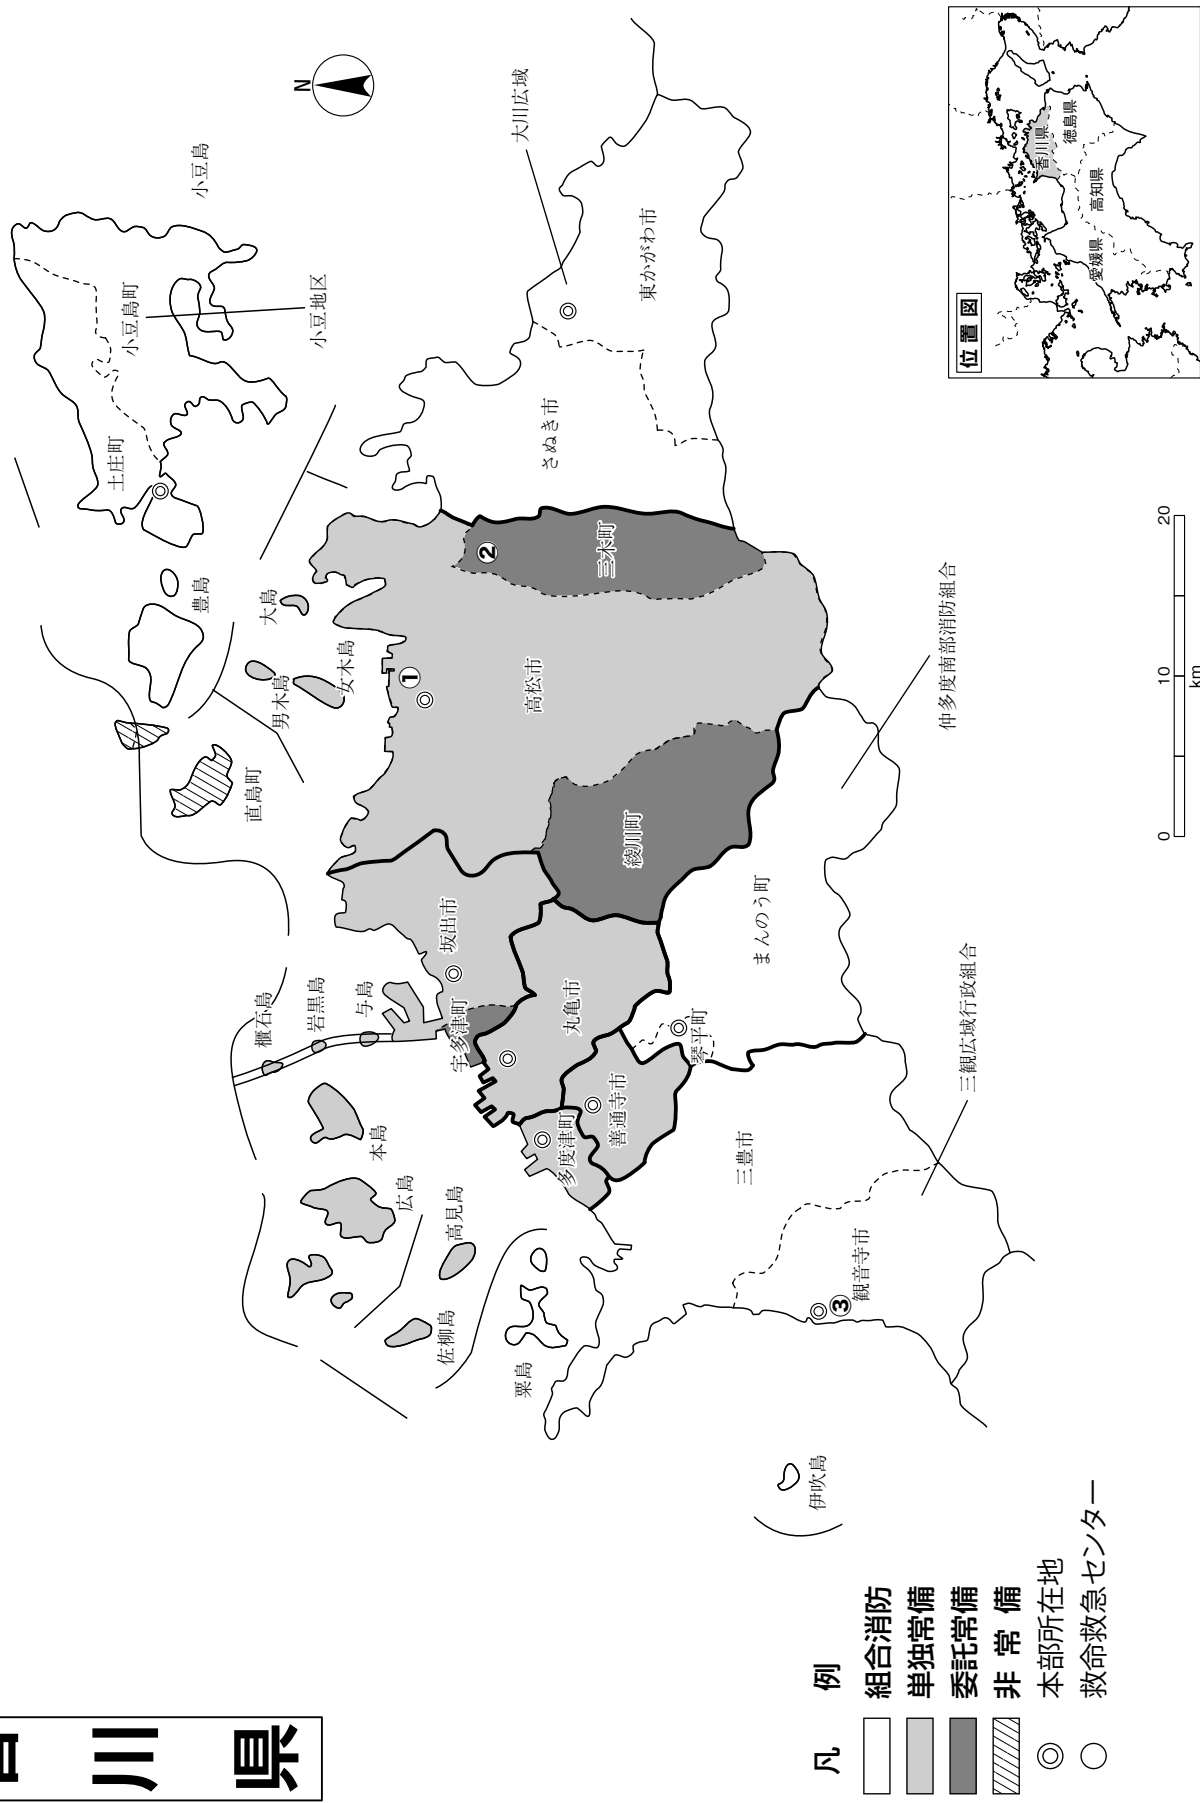 川県
N
小豆島
小豆島町
小豆地区
土庄町
豊島
大島
男木島
女木島
直島町
大川広域
東かがわ市
さぬき市
②
三木町
①
高松市
綾川町
仲多度南部消防組合
まんのう町
櫃石島
岩黒島
与島
坂出市
宇多津町
丸亀市
琴平町
善通寺市
多度津町
本島
広島
高見島
佐柳島
粟島
三豊市
三観広域行政組合
観音寺市
③
伊吹島
凡例
組合消防
単独常備
委託常備
非常備
本部所在地
救命救急センター
0 10 20
km
位置図
香川県
徳島県
高知県
愛媛県